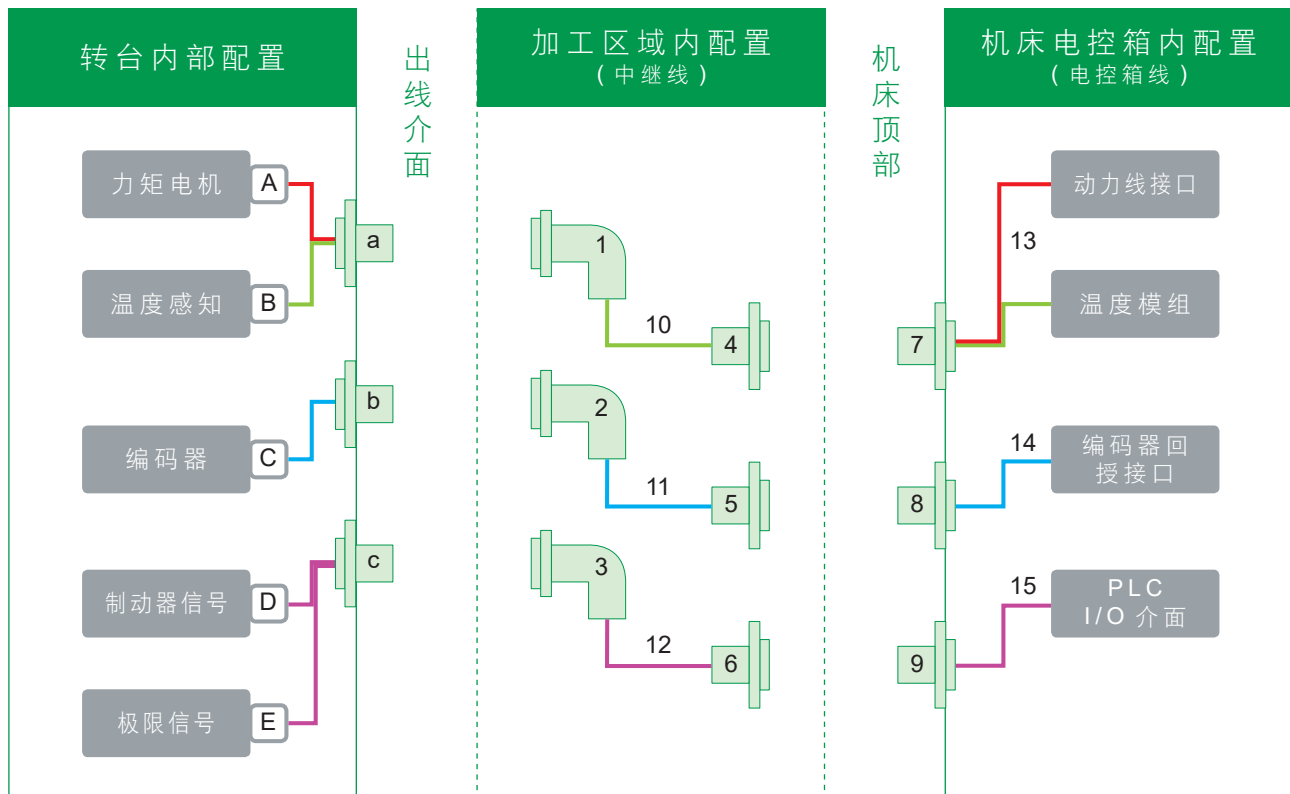 转台内部配置
出线介面
加工区域内配置
(中继线)
机床顶部
机床电控箱内配置
(电控箱线)
力矩电机 A
温度感知 B
编码器 C
制动器信号 D
极限信号 E
a
b
c
1
10
4
2
11
5
3
12
6
7
13
动力线接口
温度模组
8
14
编码器回
授接口
9
15
PLC
I/O 介面